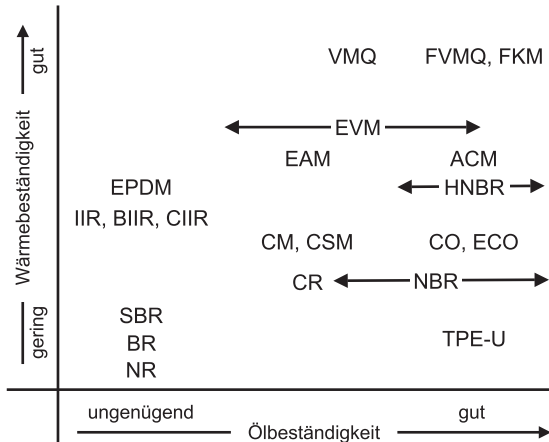 gut
Wärmebeständigkeit
gering
VMQ
FVMQ, FKM
EVM
EAM
ACM
EPDM
HNBR
IIR, BIIR, CIIR
CM, CSM
CO, ECO
CR
NBR
SBR
BR
TPE-U
NR
ungenügend
Ölbeständigkeit
gut